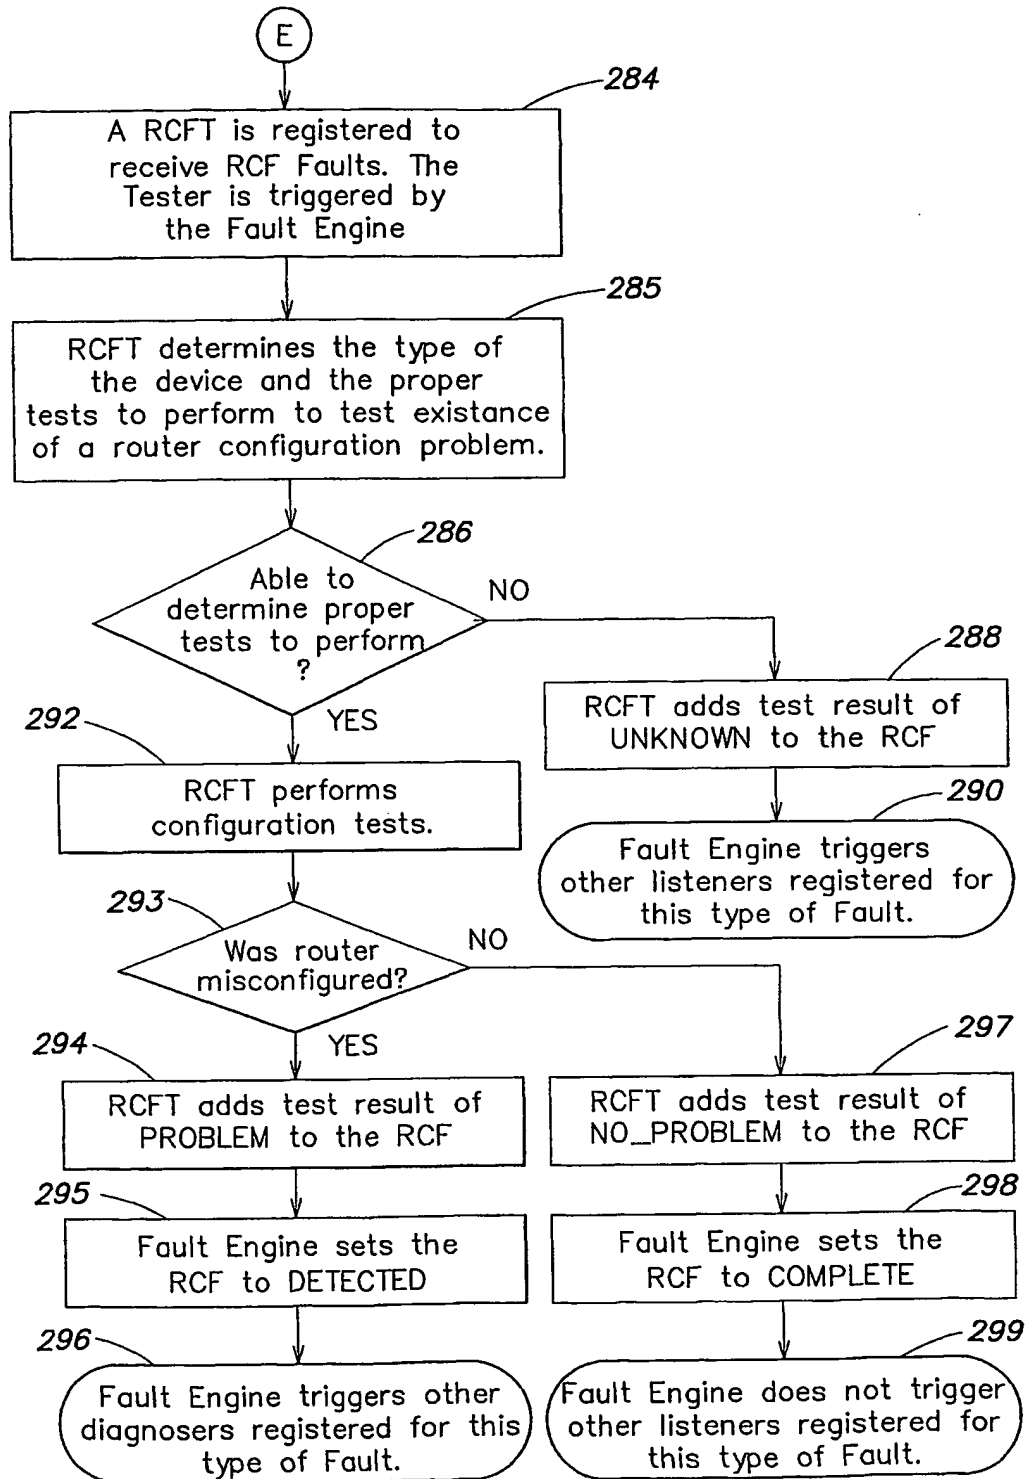 E
284
A RCFT is registered to
receive RCF Faults. The
Tester is triggered by
the Fault Engine
285
RCFT determines the type of
the device and the proper
tests to perform to test existance
of a router configuration problem.
286
Able to
determine proper
tests to perform
?
NO
YES
288
RCFT adds test result of
UNKNOWN to the RCF
290
Fault Engine triggers
other listeners registered for
this type of Fault.
292
RCFT performs
configuration tests.
293
Was router
misconfigured?
NO
YES
294
RCFT adds test result of
PROBLEM to the RCF
295
Fault Engine sets the
RCF to DETECTED
296
Fault Engine triggers other
diagnosers registered for this
type of Fault.
297
RCFT adds test result of
NO_PROBLEM to the RCF
298
Fault Engine sets the
RCF to COMPLETE
299
Fault Engine does not trigger
other listeners registered for
this type of Fault.